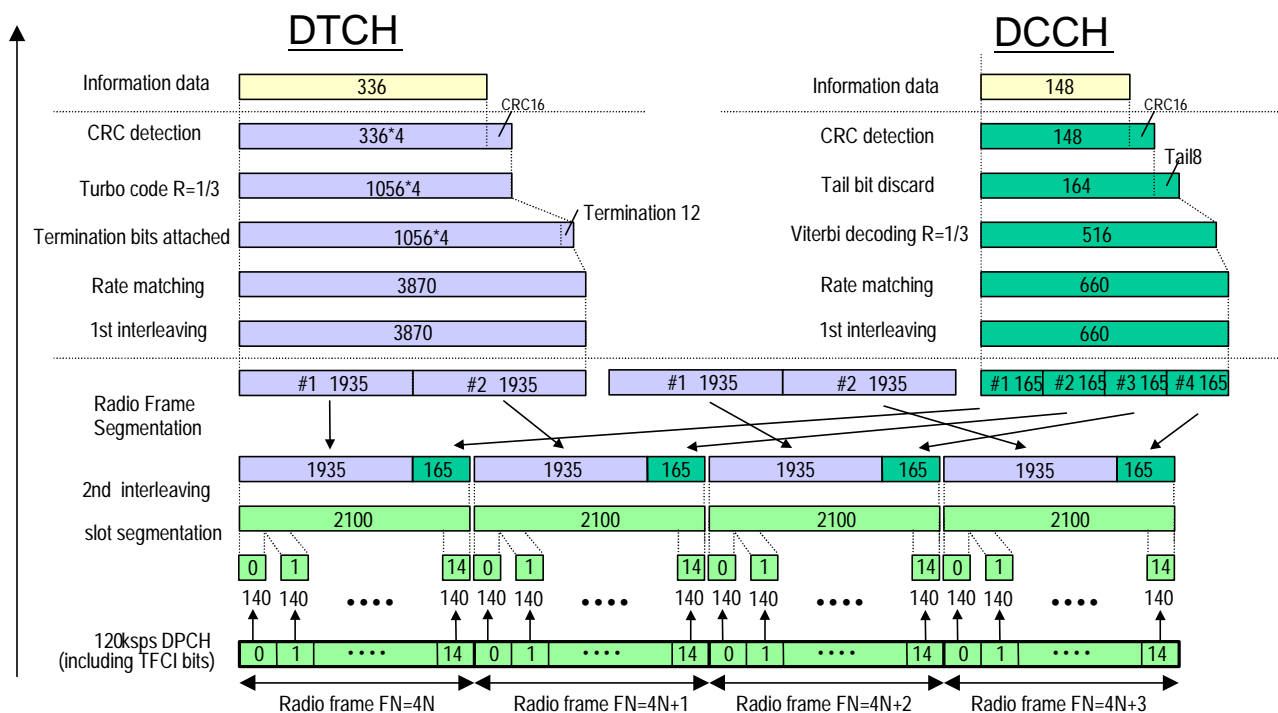 DTCH
DCCH
Information data 336
Information data 148
CRC16
CRC16
CRC detection 336*4
CRC detection 148
Tail8
Turbo code R=1/3 1056*4
Tail bit discard 164
Termination 12
Termination bits attached 1056*4
Viterbi decoding R=1/3 516
Rate matching 3870
Rate matching 660
1st interleaving 3870
1st interleaving 660
#1 1935 #2 1935 #1 1935 #2 1935 #1 165 #2 165 #3 165 #4 165
Radio Frame
Segmentation
1935 165 1935 165 1935 165 1935 165
2nd interleaving
2100 2100 2100 2100
slot segmentation
0 1 14 0 1 14 0 1 14 0 1 14
140 140 •••• 140 140 140 •••• 140 140 140 •••• 140 140 140 •••• 140
120ksps DPCH
(including TFCI bits)
0 1 •••• 14 0 1 •••• 14 0 1 •••• 14 0 1 •••• 14
Radio frame FN=4N Radio frame FN=4N+1 Radio frame FN=4N+2 Radio frame FN=4N+3